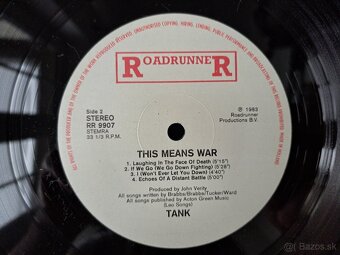 ROADRUNNER
Side 2
STEREO
RR 9907
STEMRA
33 1/3 R.P.M.
℗ 1983
Roadrunner
Productions B.V.
THIS MEANS WAR
1. Laughing In The Face Of Death (5'15")
2. If We Go (We Go Down Fighting) (5'28")
3. I (Won't Ever Let You Down) (4'40")
4. Echoes Of A Distant Battle (5'00")
Produced by John Verity
All songs written by Brabbs/Brabbs/Tucker/Ward
All songs published by Acton Green Music
(Leo Songs)
TANK
Bazos.sk